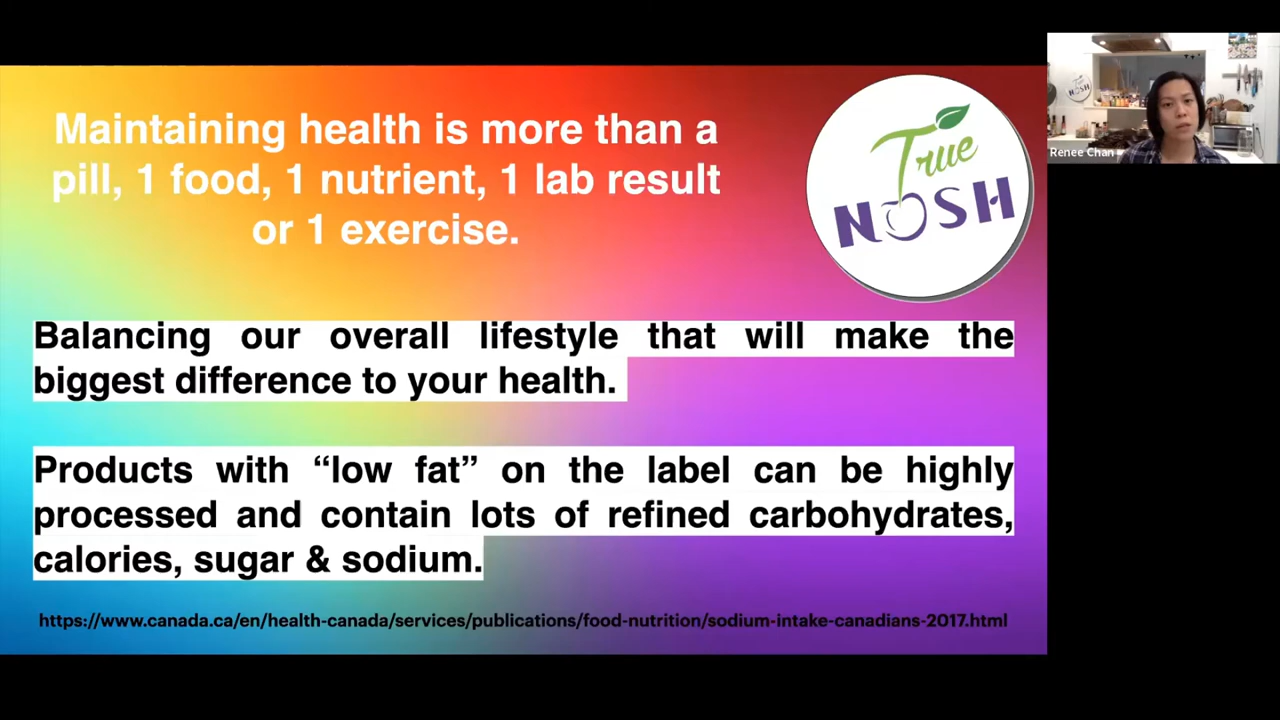 Maintaining health is more than a
pill, 1 food, 1 nutrient, 1 lab result
or 1 exercise.
True
NOSH
Renee Chan
NOSH
Balancing our overall lifestyle that will make the
biggest difference to your health.
Products with “low fat” on the label can be highly
processed and contain lots of refined carbohydrates,
calories, sugar & sodium.
https://www.canada.ca/en/health-canada/services/publications/food-nutrition/sodium-intake-canadians-2017.html